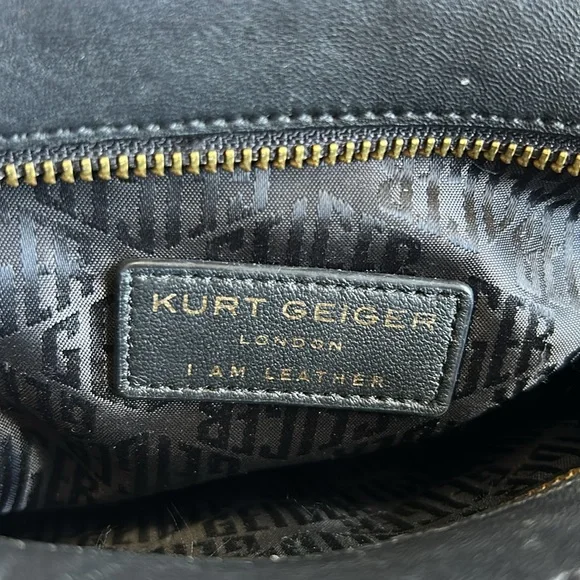 KURT GEIGER
LONDON
I AM LEATHER